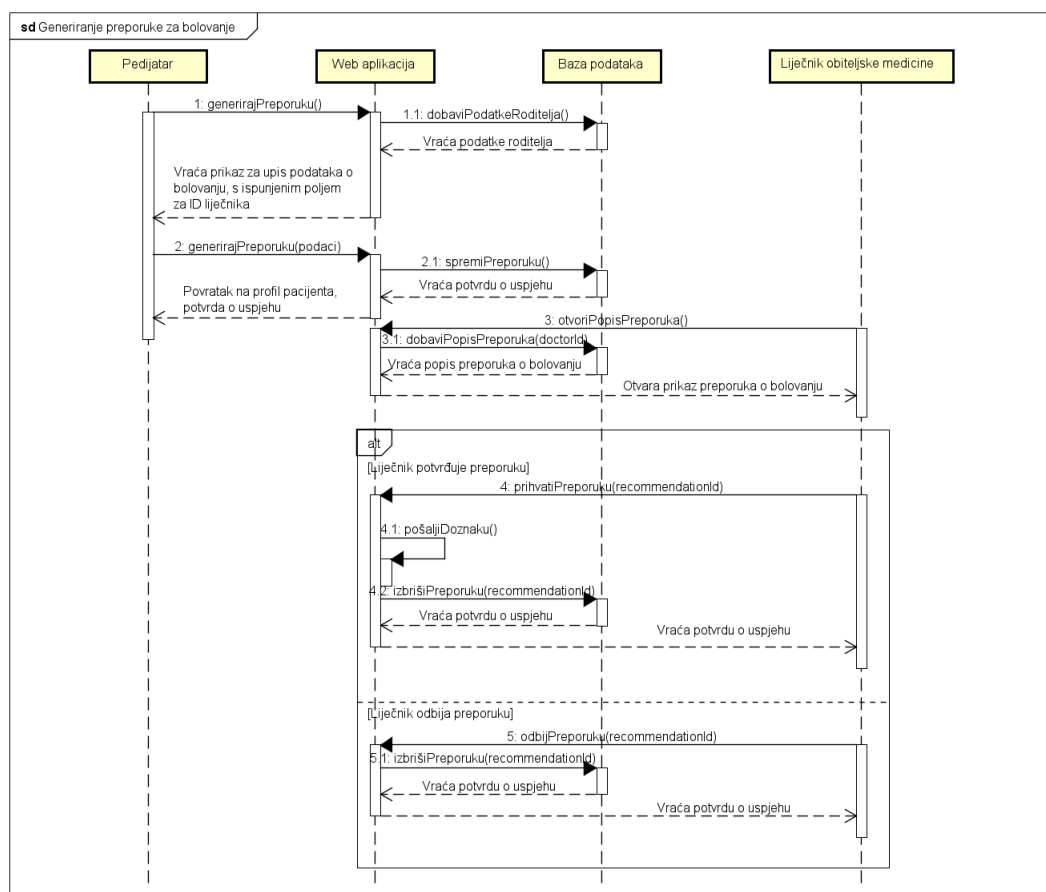 sd Generiranje preporuke za bolovanje
Pedijatar
Web aplikacija
Baza podataka
Liječnik obiteljske medicine
1: generirajPreporuku()
1.1: dobaviPodatkeRoditelja()
Vraća podatke roditelja
Vraća prikaz za upis podataka o
bolovanju, s ispunjenim poljem
za ID liječnika
2: generirajPreporuku(podaci)
2.1: spremiPreporuku()
Vraća potvrdu o uspjehu
Povratak na profil pacijenta,
potvrda o uspjehu
3: otvoriPopisPreporuka()
3.1: dobaviPopisPreporuka(doctorId)
Vraća popis preporuka o bolovanju
Otvara prikaz preporuka o bolovanju
alt
[Liječnik potvrđuje preporuku]
4: prihvatiPreporuku(recommendationId)
4.1: pošaljiDoznaku()
4.2: izbrišiPreporuku(recommendationId)
Vraća potvrdu o uspjehu
Vraća potvrdu o uspjehu
[Liječnik odbija preporuku]
5: odbijPreporuku(recommendationId)
5.1: izbrišiPreporuku(recommendationId)
Vraća potvrdu o uspjehu
Vraća potvrdu o uspjehu